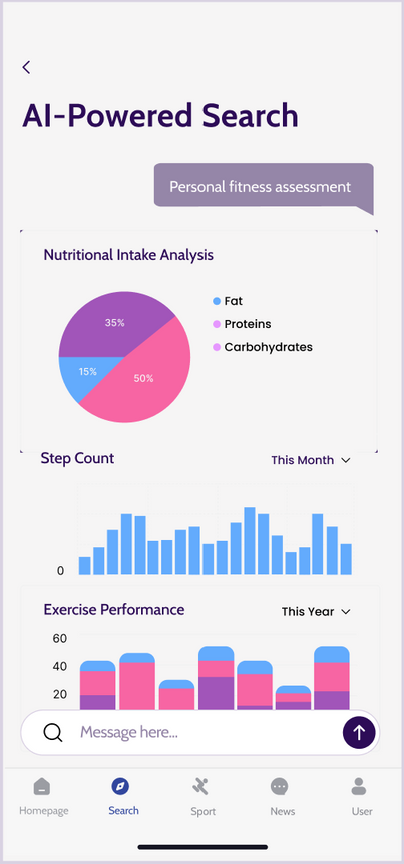 AI-Powered Search
Personal fitness assessment
Nutritional Intake Analysis
35%
15%
50%
Fat
Proteins
Carbohydrates
Step Count
This Month
0
Exercise Performance
This Year
60
40
20
Message here...
Homepage
Search
Sport
News
User